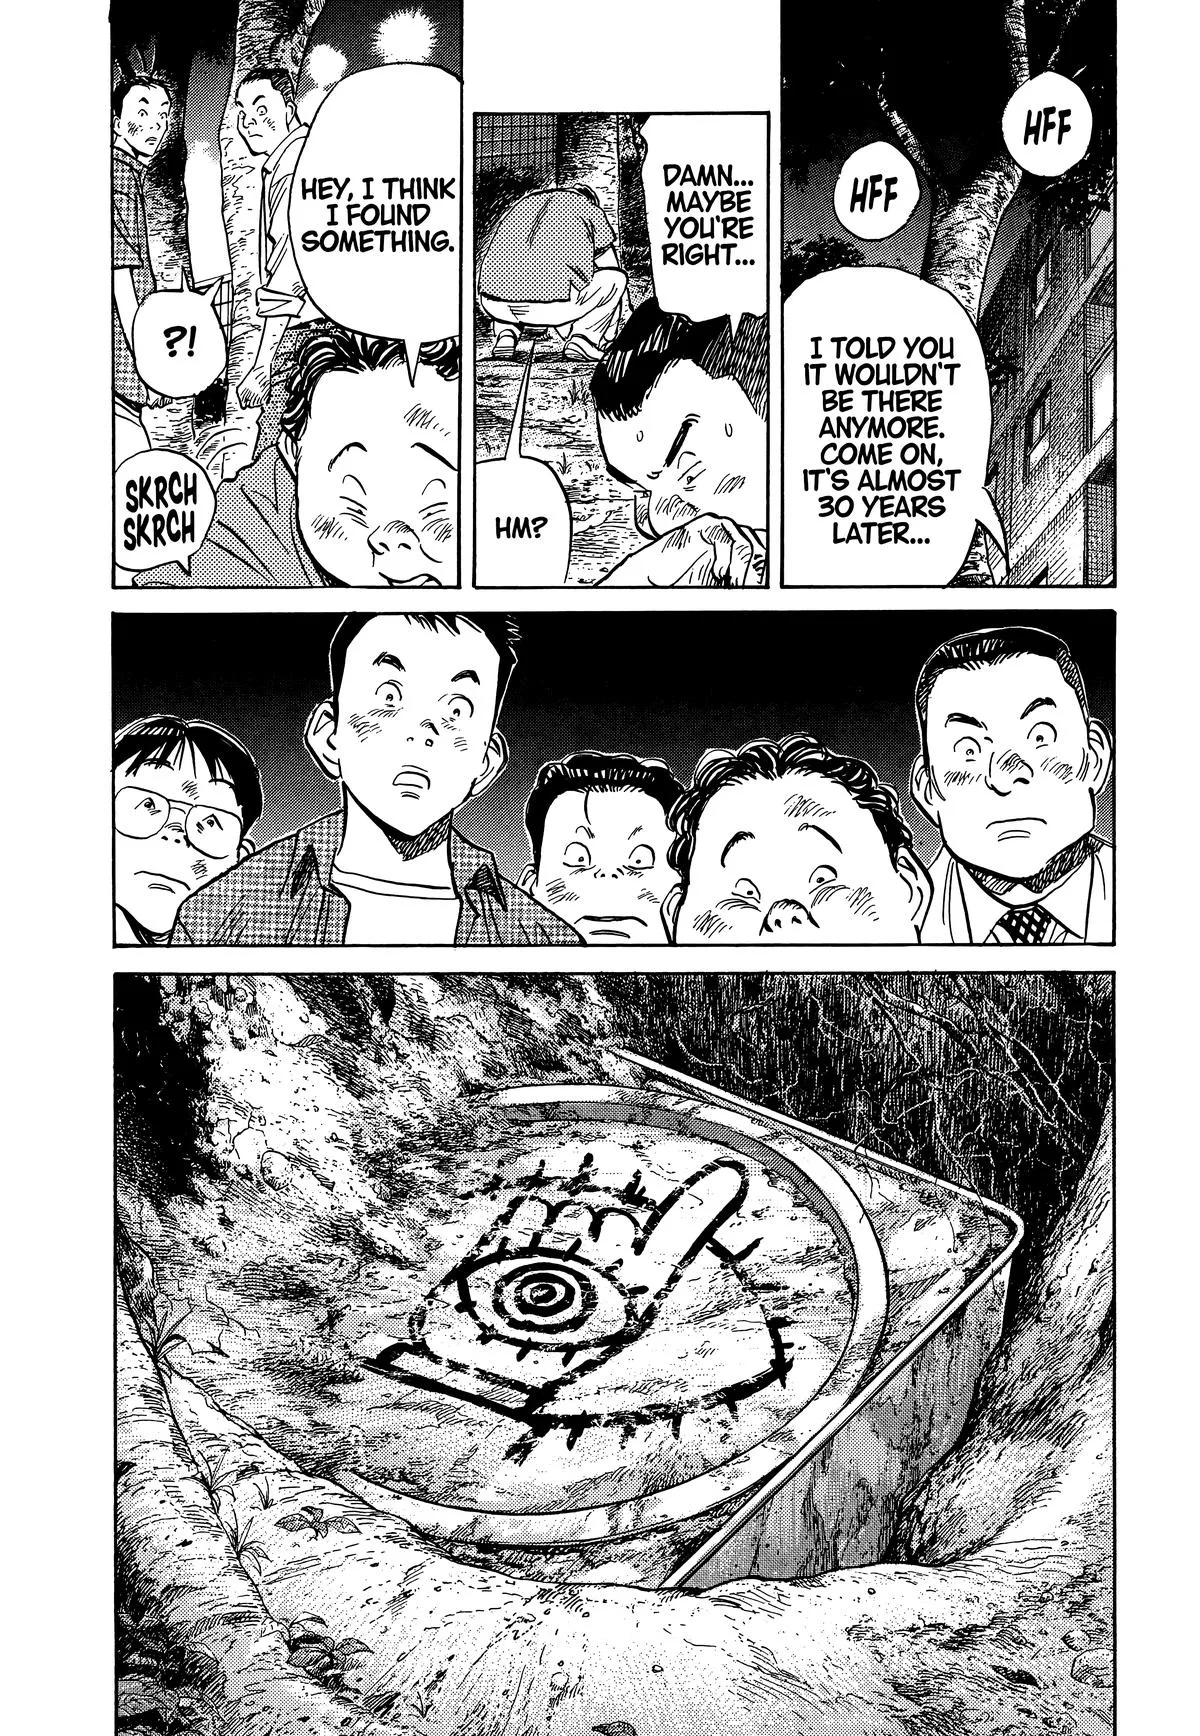 HFF
HFF
I TOLD YOU
IT WOULDN'T
BE THERE
ANYMORE.
COME ON,
IT'S ALMOST
30 YEARS
LATER...
DAMN...
MAYBE
YOU'RE
RIGHT...
HM?
HEY, I THINK
I FOUND
SOMETHING.
?!
SKRCH
SKRCH